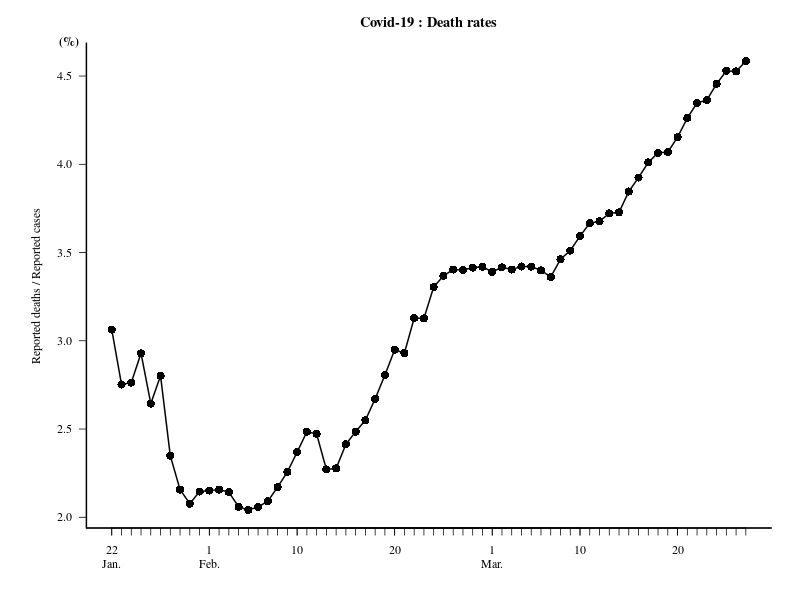 Covid-19 : Death rates
(%)
4.5
4.0
3.5
3.0
2.5
2.0
Reported deaths / Reported cases
22 1 10 20 1 10 20
Jan. Feb. Mar.